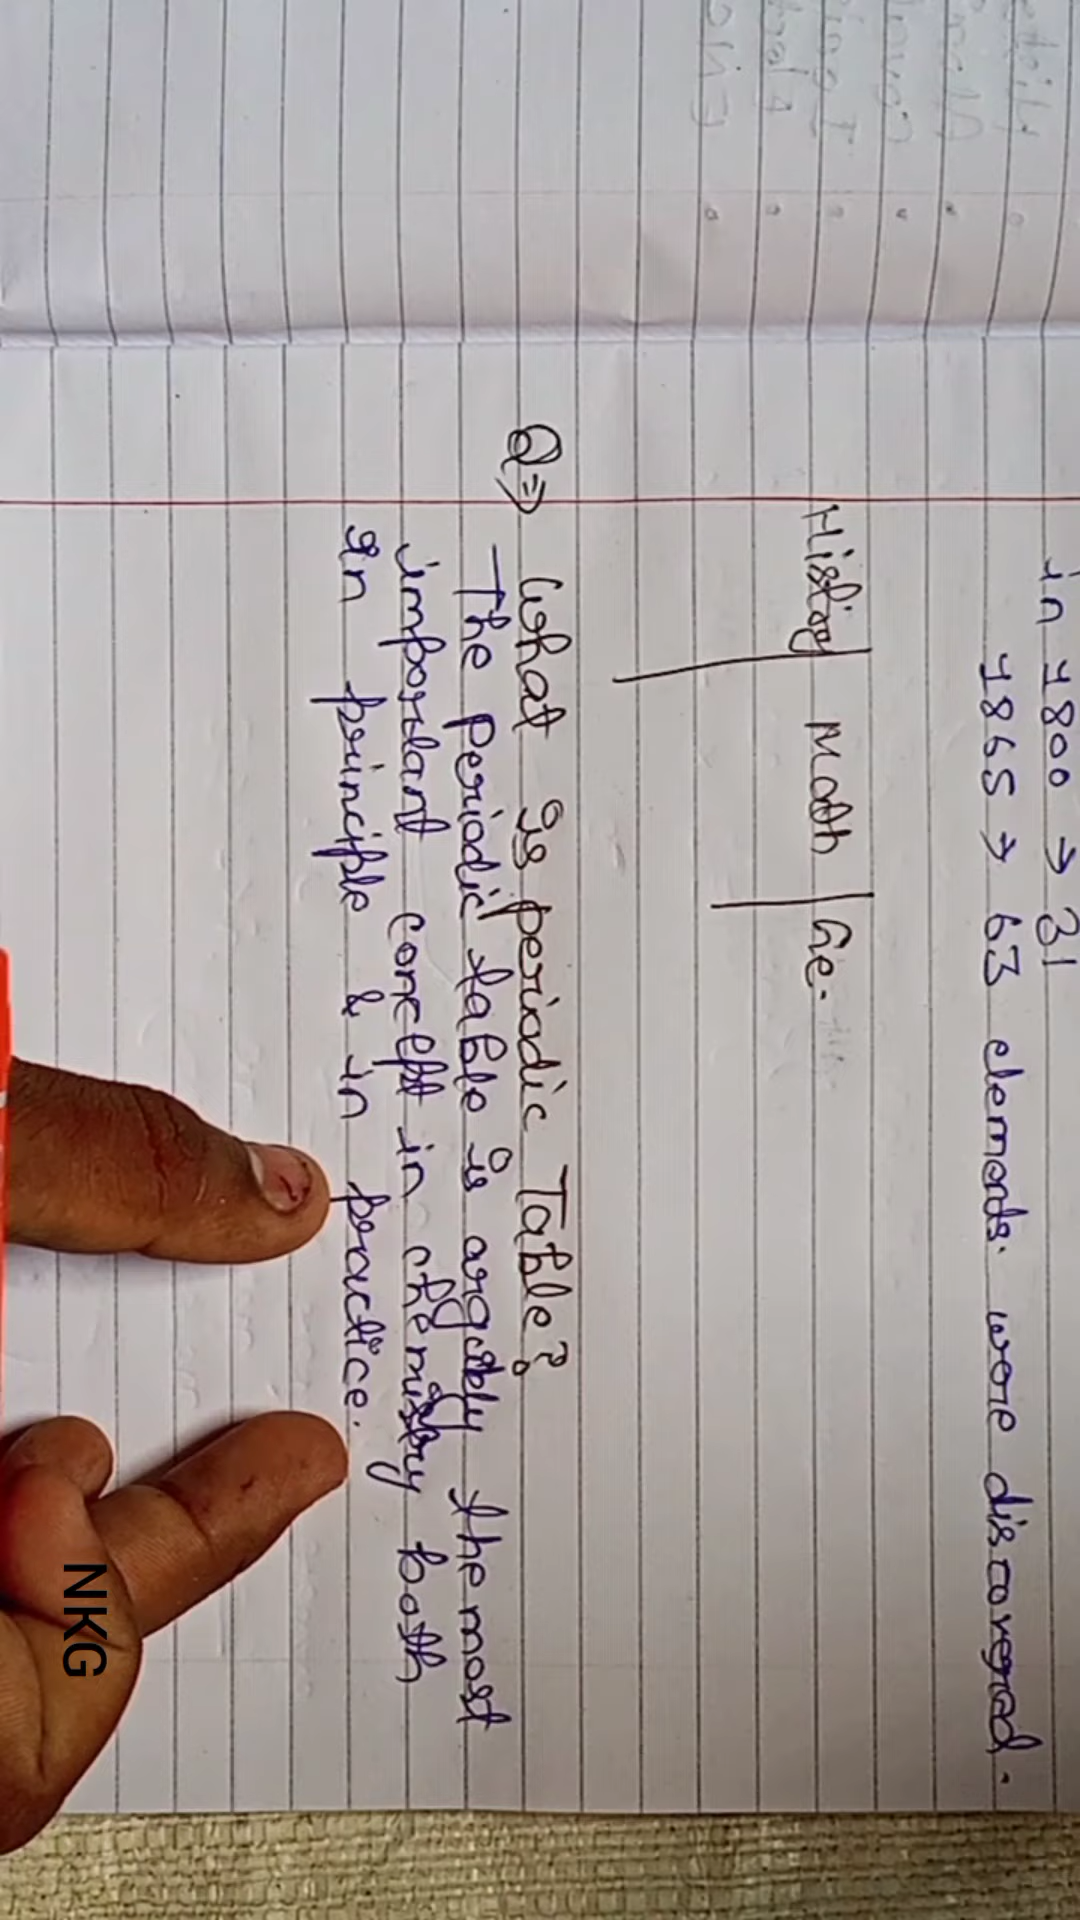 in 1800 → 31
1865 → 63 elements. were discovered.
History | Math | Ge.
Q⇒ What is periodic Table?
The periodic table is arguably the most
important concept in chemistry both
in principle & in practice.
NKG